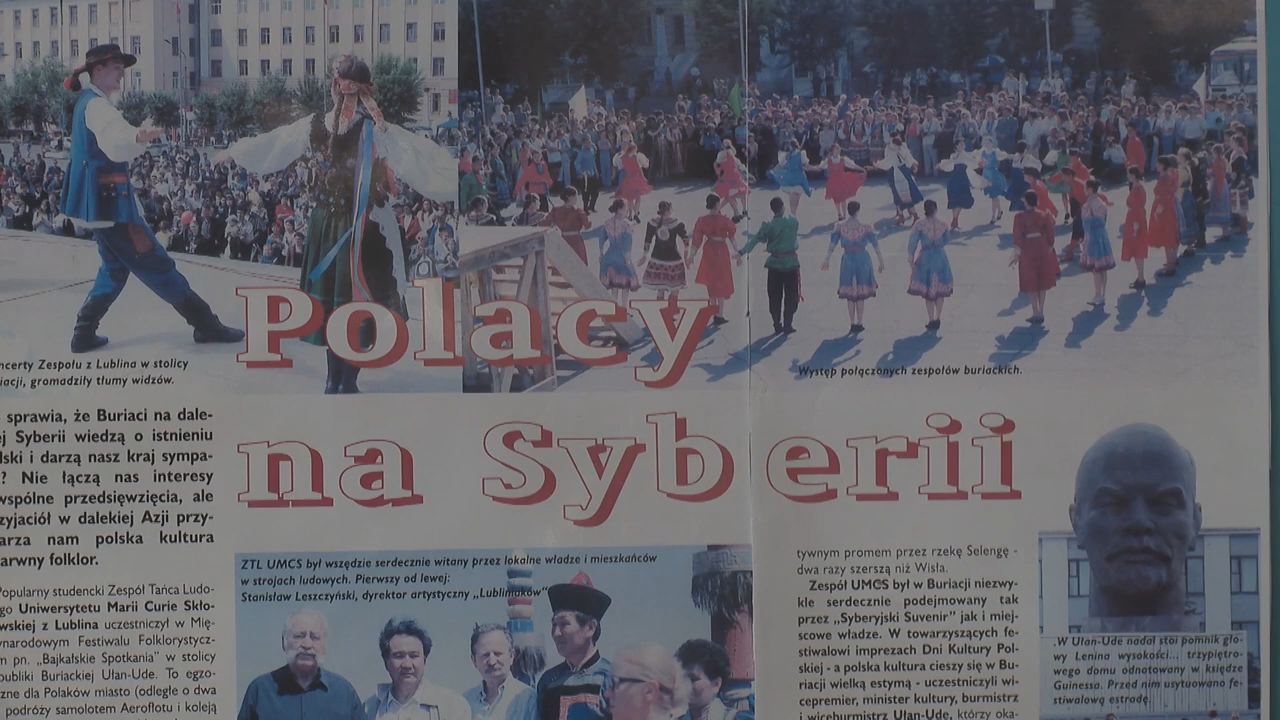 ncerty Zespołu z Lublina w stolicy
iacji, gromadziły tłumy widzów.
Występ połączonych zespołów buriackich.
Polacy
na Syberii
sprawia, że Buriaci na dale-
ej Syberii wiedzą o istnieniu
lski i darzą nasz kraj sympa-
? Nie łączą nas interesy
wspólne przedsięwzięcia, ale
zyjaciół w dalekiej Azji przy-
arza nam polska kultura
arwny folklor.
Popularny studencki Zespół Tańca Ludo-
go Uniwersytetu Marii Curie Skło-
wskiej z Lublina uczestniczył w Mię-
ynarodowym Festiwalu Folklorystycz-
m pn. „Bajkalskie Spotkania" w stolicy
publiki Buriackiej Ułan-Ude. To egzo-
zne dla Polaków miasto (odległe o dwa
podróży samolotem Aerofłotu i koleją
ZTL UMCS był wszędzie serdecznie witany przez lokalne władze i mieszkańców
w strojach ludowych. Pierwszy od lewej:
Stanisław Leszczyński, dyrektor artystyczny „Lubliniaków"
tywnym promem przez rzekę Selengę -
dwa razy szerszą niż Wisła.
Zespół UMCS był w Buriacji niezwy-
kle serdecznie podejmowany tak
przez „Syberyjski Suvenir" jak i miej-
scowe władze. W towarzyszących fe-
stiwalowi imprezach Dni Kultury Pol-
skiej - a polska kultura cieszy się w Bu-
riacji wielką estymą - uczestniczyli wi-
cepremier, minister kultury, burmistrz
i wiceburmistrz Ułan-Ude, którzy oka-
.W Ułan-Ude nadal stoi pomnik gło-
wy Lenina wysokości... trzypiętro-
wego domu odnotowany w księdze
Guinessa. Przed nim usytuowano fe-
stiwalową estradę.